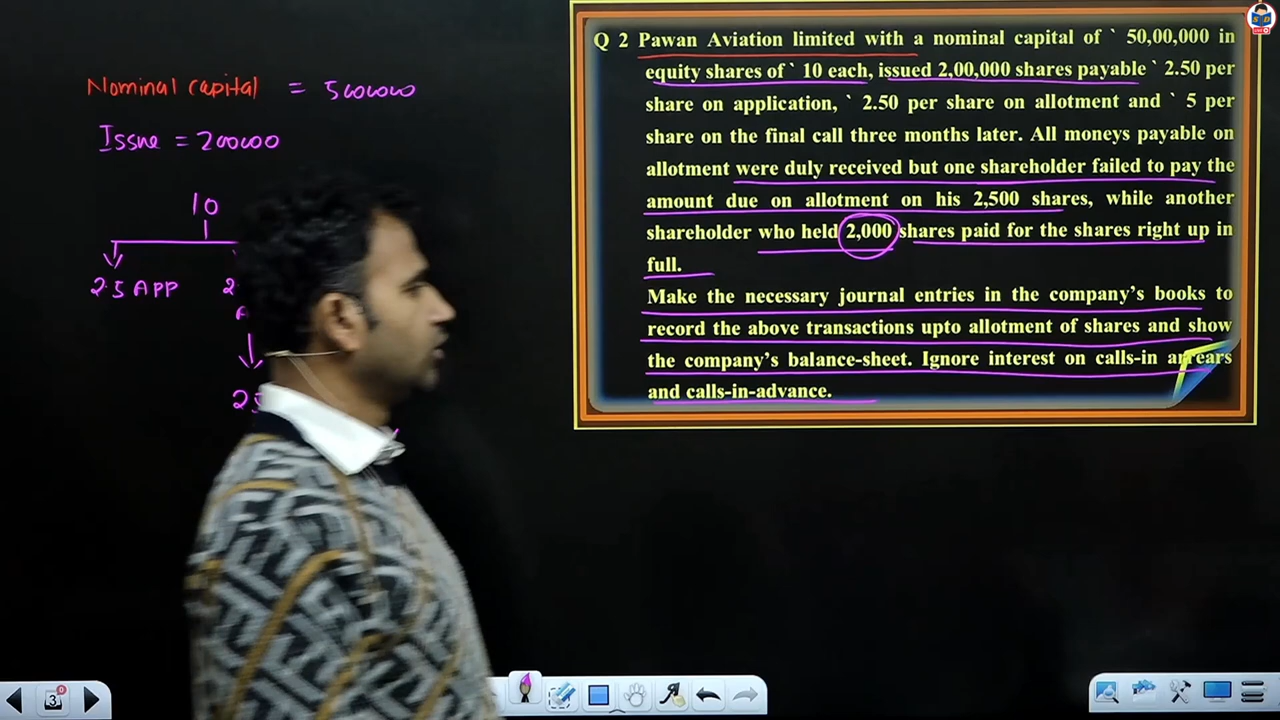 Q 2 Pawan Aviation limited with a nominal capital of ` 50,00,000 in
equity shares of ` 10 each, issued 2,00,000 shares payable ` 2.50 per
share on application, ` 2.50 per share on allotment and ` 5 per
share on the final call three months later. All moneys payable on
allotment were duly received but one shareholder failed to pay the
amount due on allotment on his 2,500 shares, while another
shareholder who held 2,000 shares paid for the shares right up in
full.
Make the necessary journal entries in the company's books to
record the above transactions upto allotment of shares and show
the company's balance-sheet. Ignore interest on calls-in arrears
and calls-in-advance.
Nominal capital = 5000000
Issue = 200000
10
2.5 APP 2
A
2.5
3